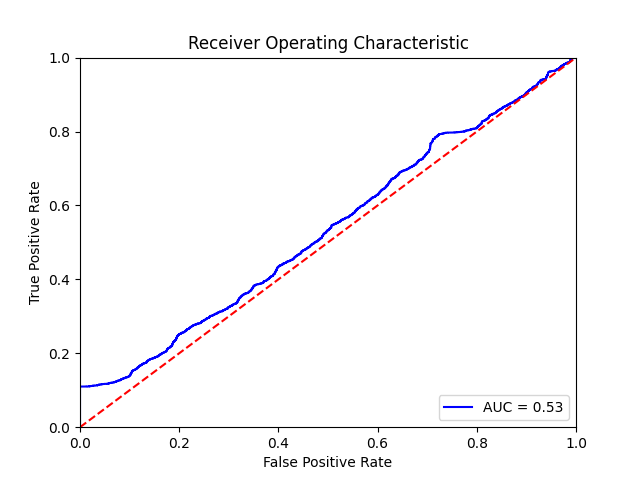 Receiver Operating Characteristic
1.0
0.8
0.6
0.4
0.2
0.0
True Positive Rate
AUC = 0.53
0.0 0.2 0.4 0.6 0.8 1.0
False Positive Rate